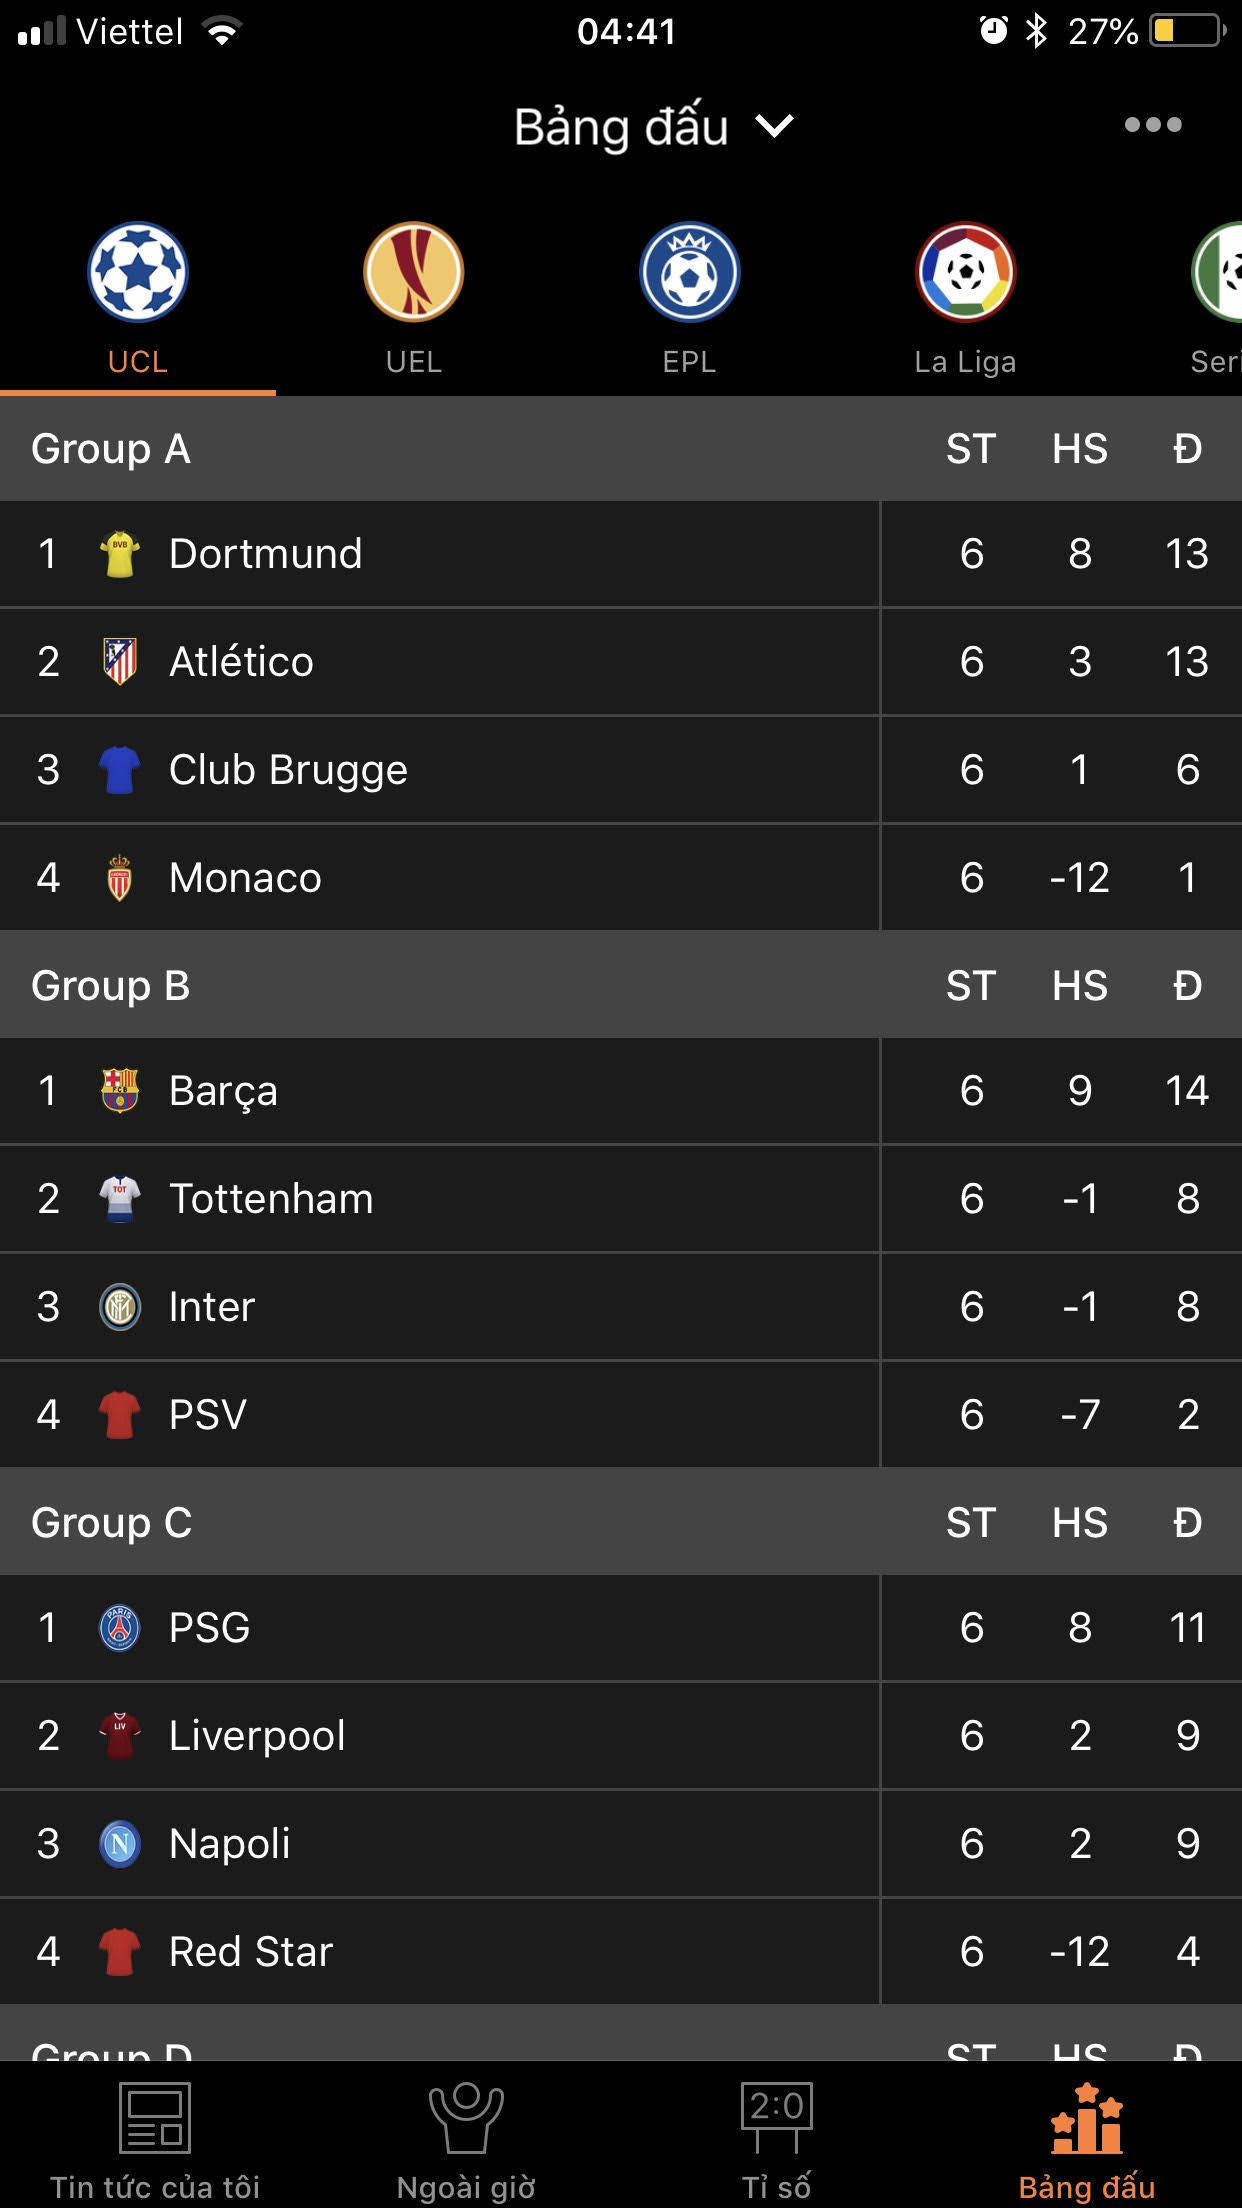 Viettel 04:41 27%
Bảng đấu
UCL UEL EPL La Liga Seri
Group A ST HS Đ
1 BVB Dortmund 6 8 13
2 Atlético 6 3 13
3 Club Brugge 6 1 6
4 Monaco 6 -12 1
Group B ST HS Đ
1 FCB Barça 6 9 14
2 TOT Tottenham 6 -1 8
3 Inter 6 -1 8
4 PSV 6 -7 2
Group C ST HS Đ
1 PARIS PSG 6 8 11
2 LIV Liverpool 6 2 9
3 N Napoli 6 2 9
4 Red Star 6 -12 4
Group D ST HS Đ
2:0
Tin tức của tôi Ngoài giờ Tỉ số Bảng đấu